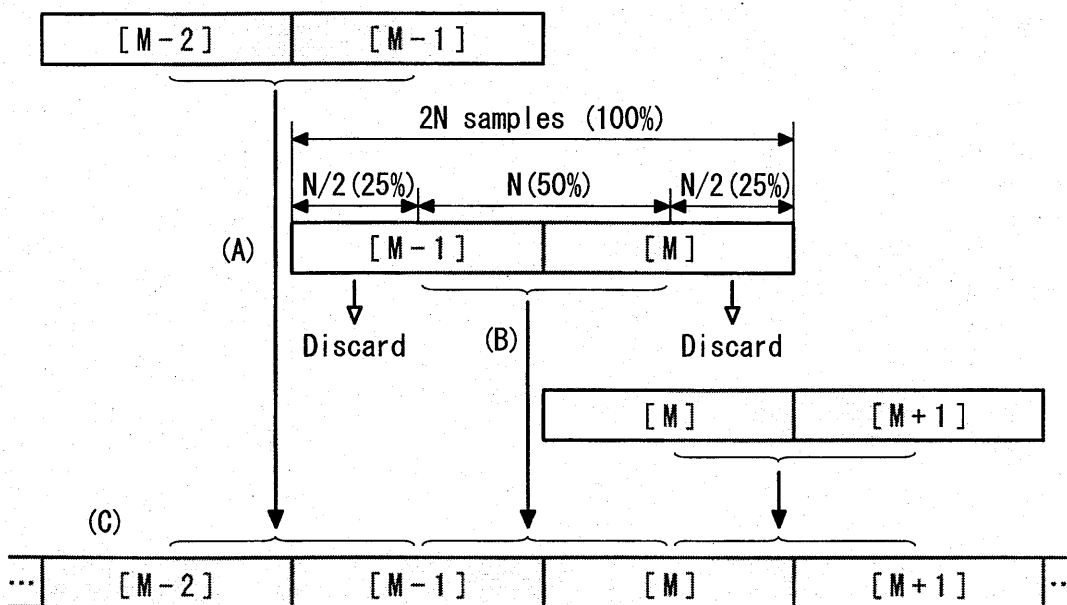 [M-2] [M-1]
2N samples (100%)
N/2(25%) N(50%) N/2(25%)
(A) [M-1] [M]
Discard (B) Discard
[M] [M+1]
(C)
… [M-2] [M-1] [M] [M+1] …